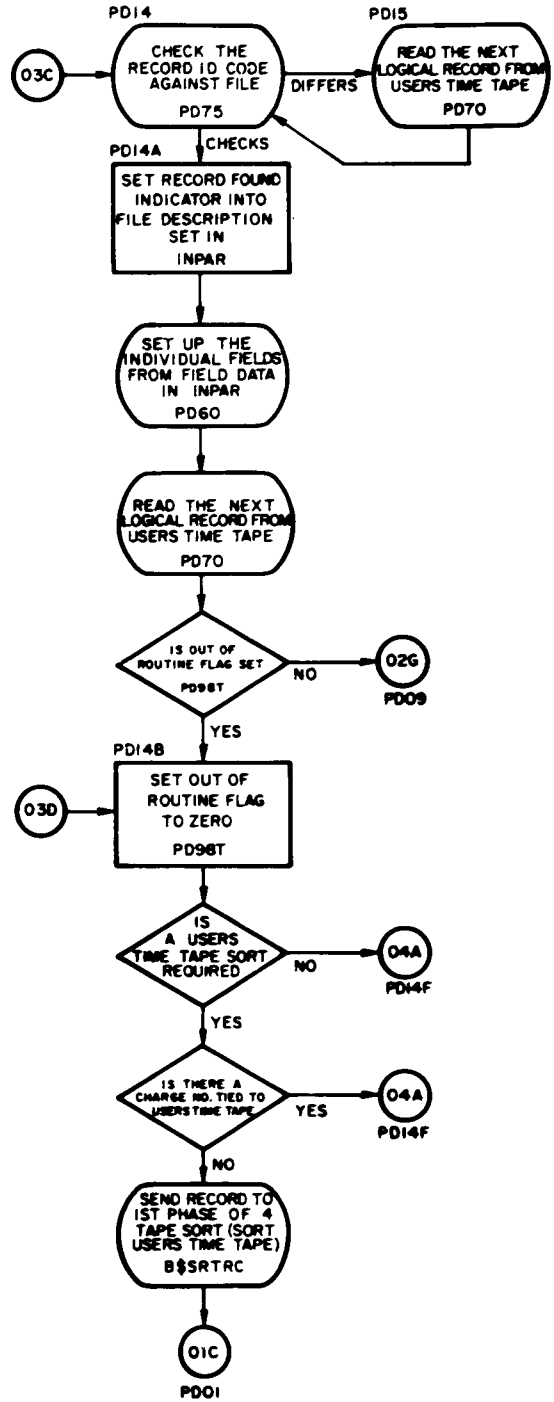 PD14
PD15
03C
CHECK THE
RECORD ID CODE
AGAINST FILE
PD75
DIFFERS
READ THE NEXT
LOGICAL RECORD FROM
USERS TIME TAPE
PD70
CHECKS
PD14A
SET RECORD FOUND
INDICATOR INTO
FILE DESCRIPTION
SET IN
INPAR
SET UP THE
INDIVIDUAL FIELDS
FROM FIELD DATA
IN INPAR
PD60
READ THE NEXT
LOGICAL RECORD FROM
USERS TIME TAPE
PD70
IS OUT OF
ROUTINE FLAG SET
PD98T
NO
02G
PD09
YES
PD14B
03D
SET OUT OF
ROUTINE FLAG
TO ZERO
PD98T
IS
A USERS
TIME TAPE SORT
REQUIRED
NO
04A
PD14F
YES
IS THERE A
CHARGE NO. TIED TO
USERS TIME TAPE
YES
04A
PD14F
NO
SEND RECORD TO
1ST PHASE OF 4
TAPE SORT (SORT
USERS TIME TAPE)
B$SRTRC
01C
PD01